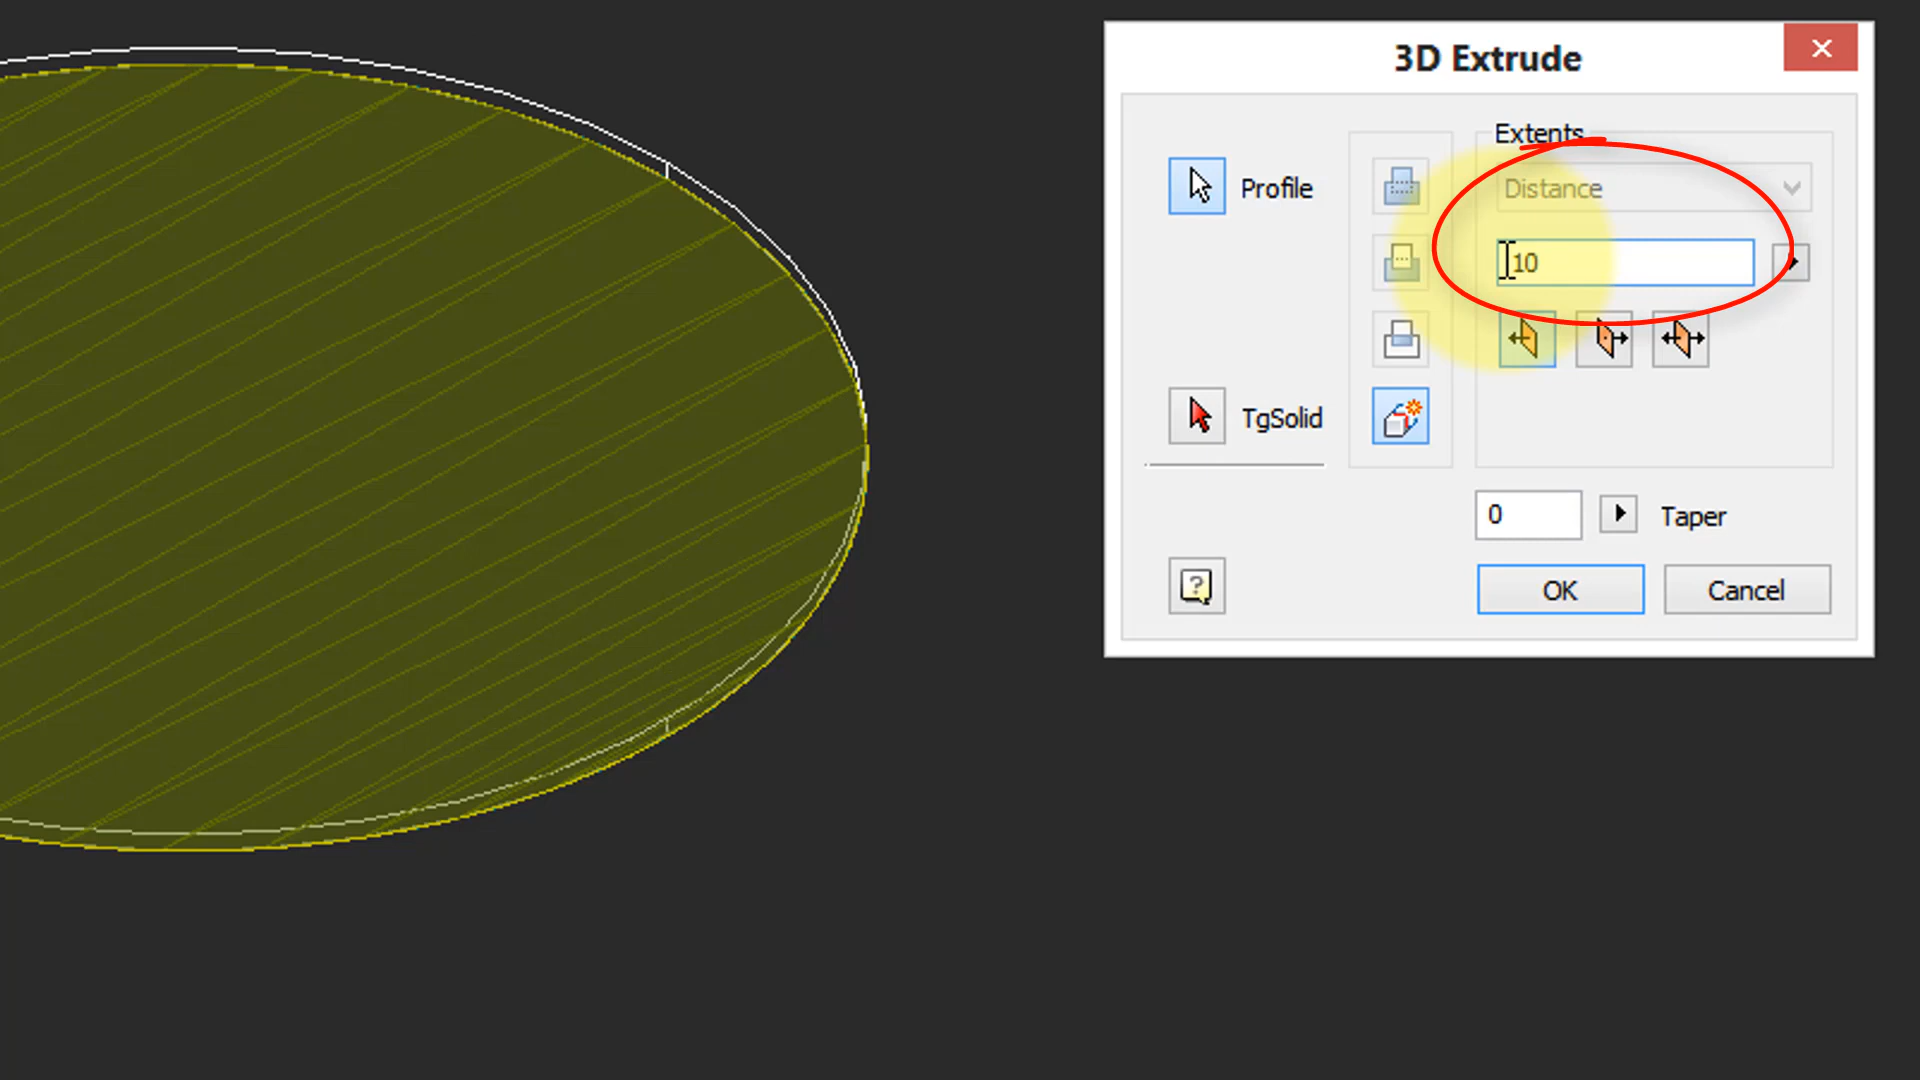 3D Extrude
Extents
Profile
Distance
10
TgSolid
0
Taper
?
OK
Cancel